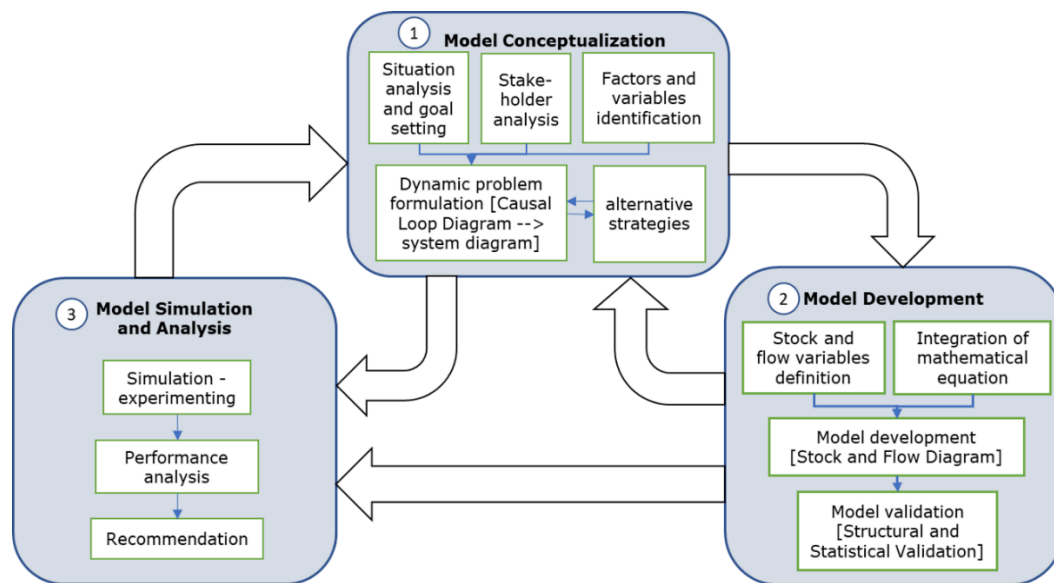 1
Model Conceptualization
Situation
analysis
and goal
setting
Stake-
holder
analysis
Factors and
variables
identification
Dynamic problem
formulation [Causal
Loop Diagram -->
system diagram]
alternative
strategies
3
Model Simulation
and Analysis
Simulation -
experimenting
Performance
analysis
Recommendation
2
Model Development
Stock and
flow variables
definition
Integration of
mathematical
equation
Model development
[Stock and Flow Diagram]
Model validation
[Structural and
Statistical Validation]